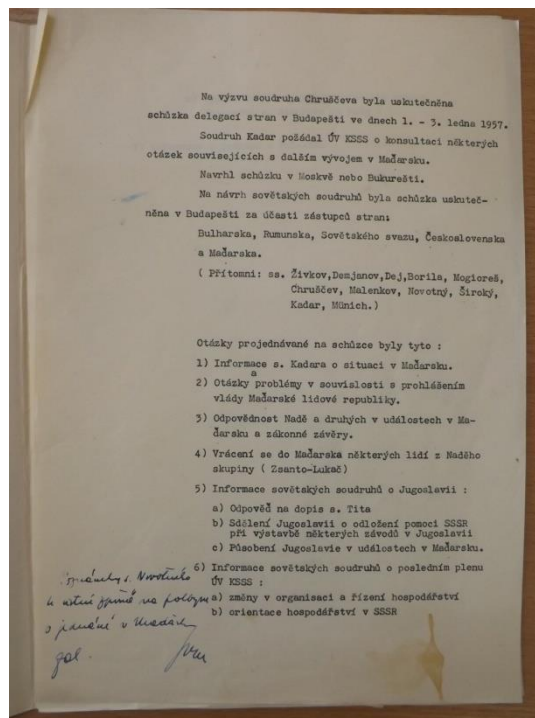 Na výzvu soudruha Chruščeva byla uskutečněna
schůzka delegací stran v Budapešti ve dnech 1. - 3. ledna 1957.
Soudruh Kadar požádal ÚV KSSS o konsultaci některých
otázek souvisejících s dalším vývojem v Maďarsku.
Navrhl schůzku v Moskvě nebo Bukurešti.
Na návrh sovětských soudruhů byla schůzka uskuteč-
něna v Budapešti za účasti zástupců stran:
Bulharska, Rumunska, Sovětského svazu, Československa
a Maďarska.
( Přítomni: ss. Živkov,Damjanov,Dej,Borila, Mogioreš,
Chruščev, Malenkov, Novotný, Široký,
Kadar, Münich.)
Otázky projednávané na schůzce byly tyto :
1) Informace s. Kadara o situaci v Maďarsku.
a
2) Otázky problémy v souvislosti s prohlášením
vlády Maďarské lidové republiky.
3) Odpovědnost Nadě a druhých v událostech v Ma-
ďarsku a zákonné závěry.
4) Vrácení se do Maďarska některých lidí z Naděho
skupiny ( Zsanto-Lukač)
5) Informace sovětských soudruhů o Jugoslavii :
a) Odpověď na dopis s. Tita
b) Sdělení Jugoslavii o odložení pomoci SSSR
při výstavbě některých závodů v Jugoslavii
c) Působení Jugoslavie v událostech v Maďarsku.
6) Informace sovětských soudruhů o posledním plenu
ÚV KSSS :
a) změny v organisaci a řízení hospodářství
b) orientace hospodářství v SSSR
s. Novotného
k ústní zprávě na
o jednání v